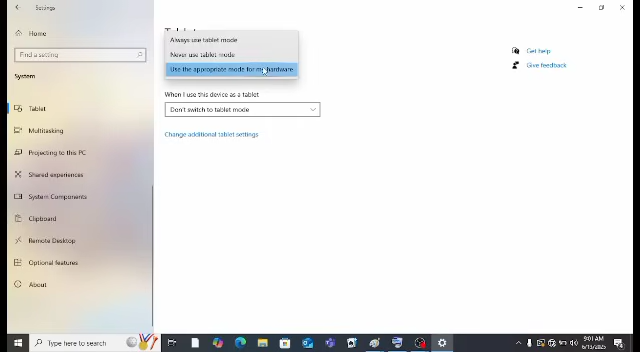 Settings
Home
Find a setting
System
Tablet
Multitasking
Projecting to this PC
Shared experiences
System Components
Clipboard
Remote Desktop
Optional features
About
Always use tablet mode
Never use tablet mode
Use the appropriate mode for my hardware
When I use this device as a tablet
Don't switch to tablet mode
Change additional tablet settings
Get help
Give feedback
Type here to search
9:01 AM
6/13/2025